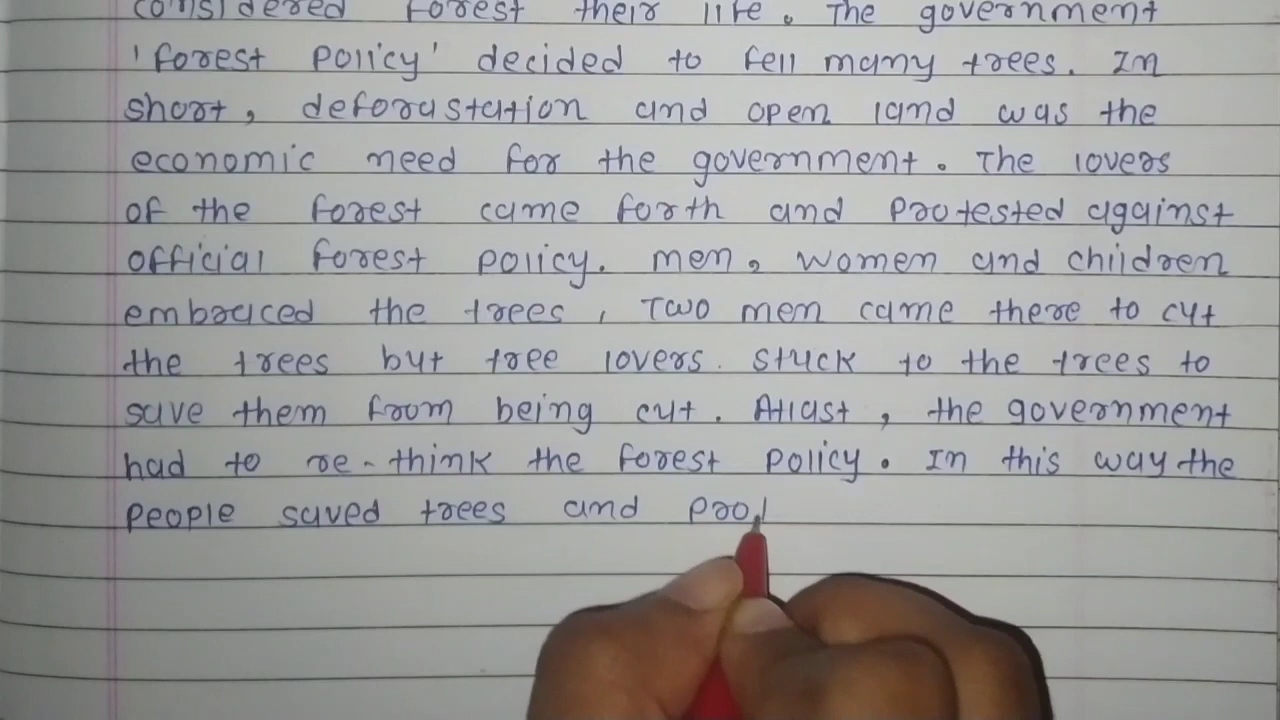 considered forest their life. The government
'forest policy' decided to fell many trees. In
short, deforastation and open land was the
economic need for the government. The lovers
of the forest came forth and protested against
official forest policy. men, women and children
embraced the trees, Two men came there to cut
the trees but tree lovers. stuck to the trees to
save them from being cut. Atlast, the government
had to re-think the forest policy. In this way the
people saved trees and